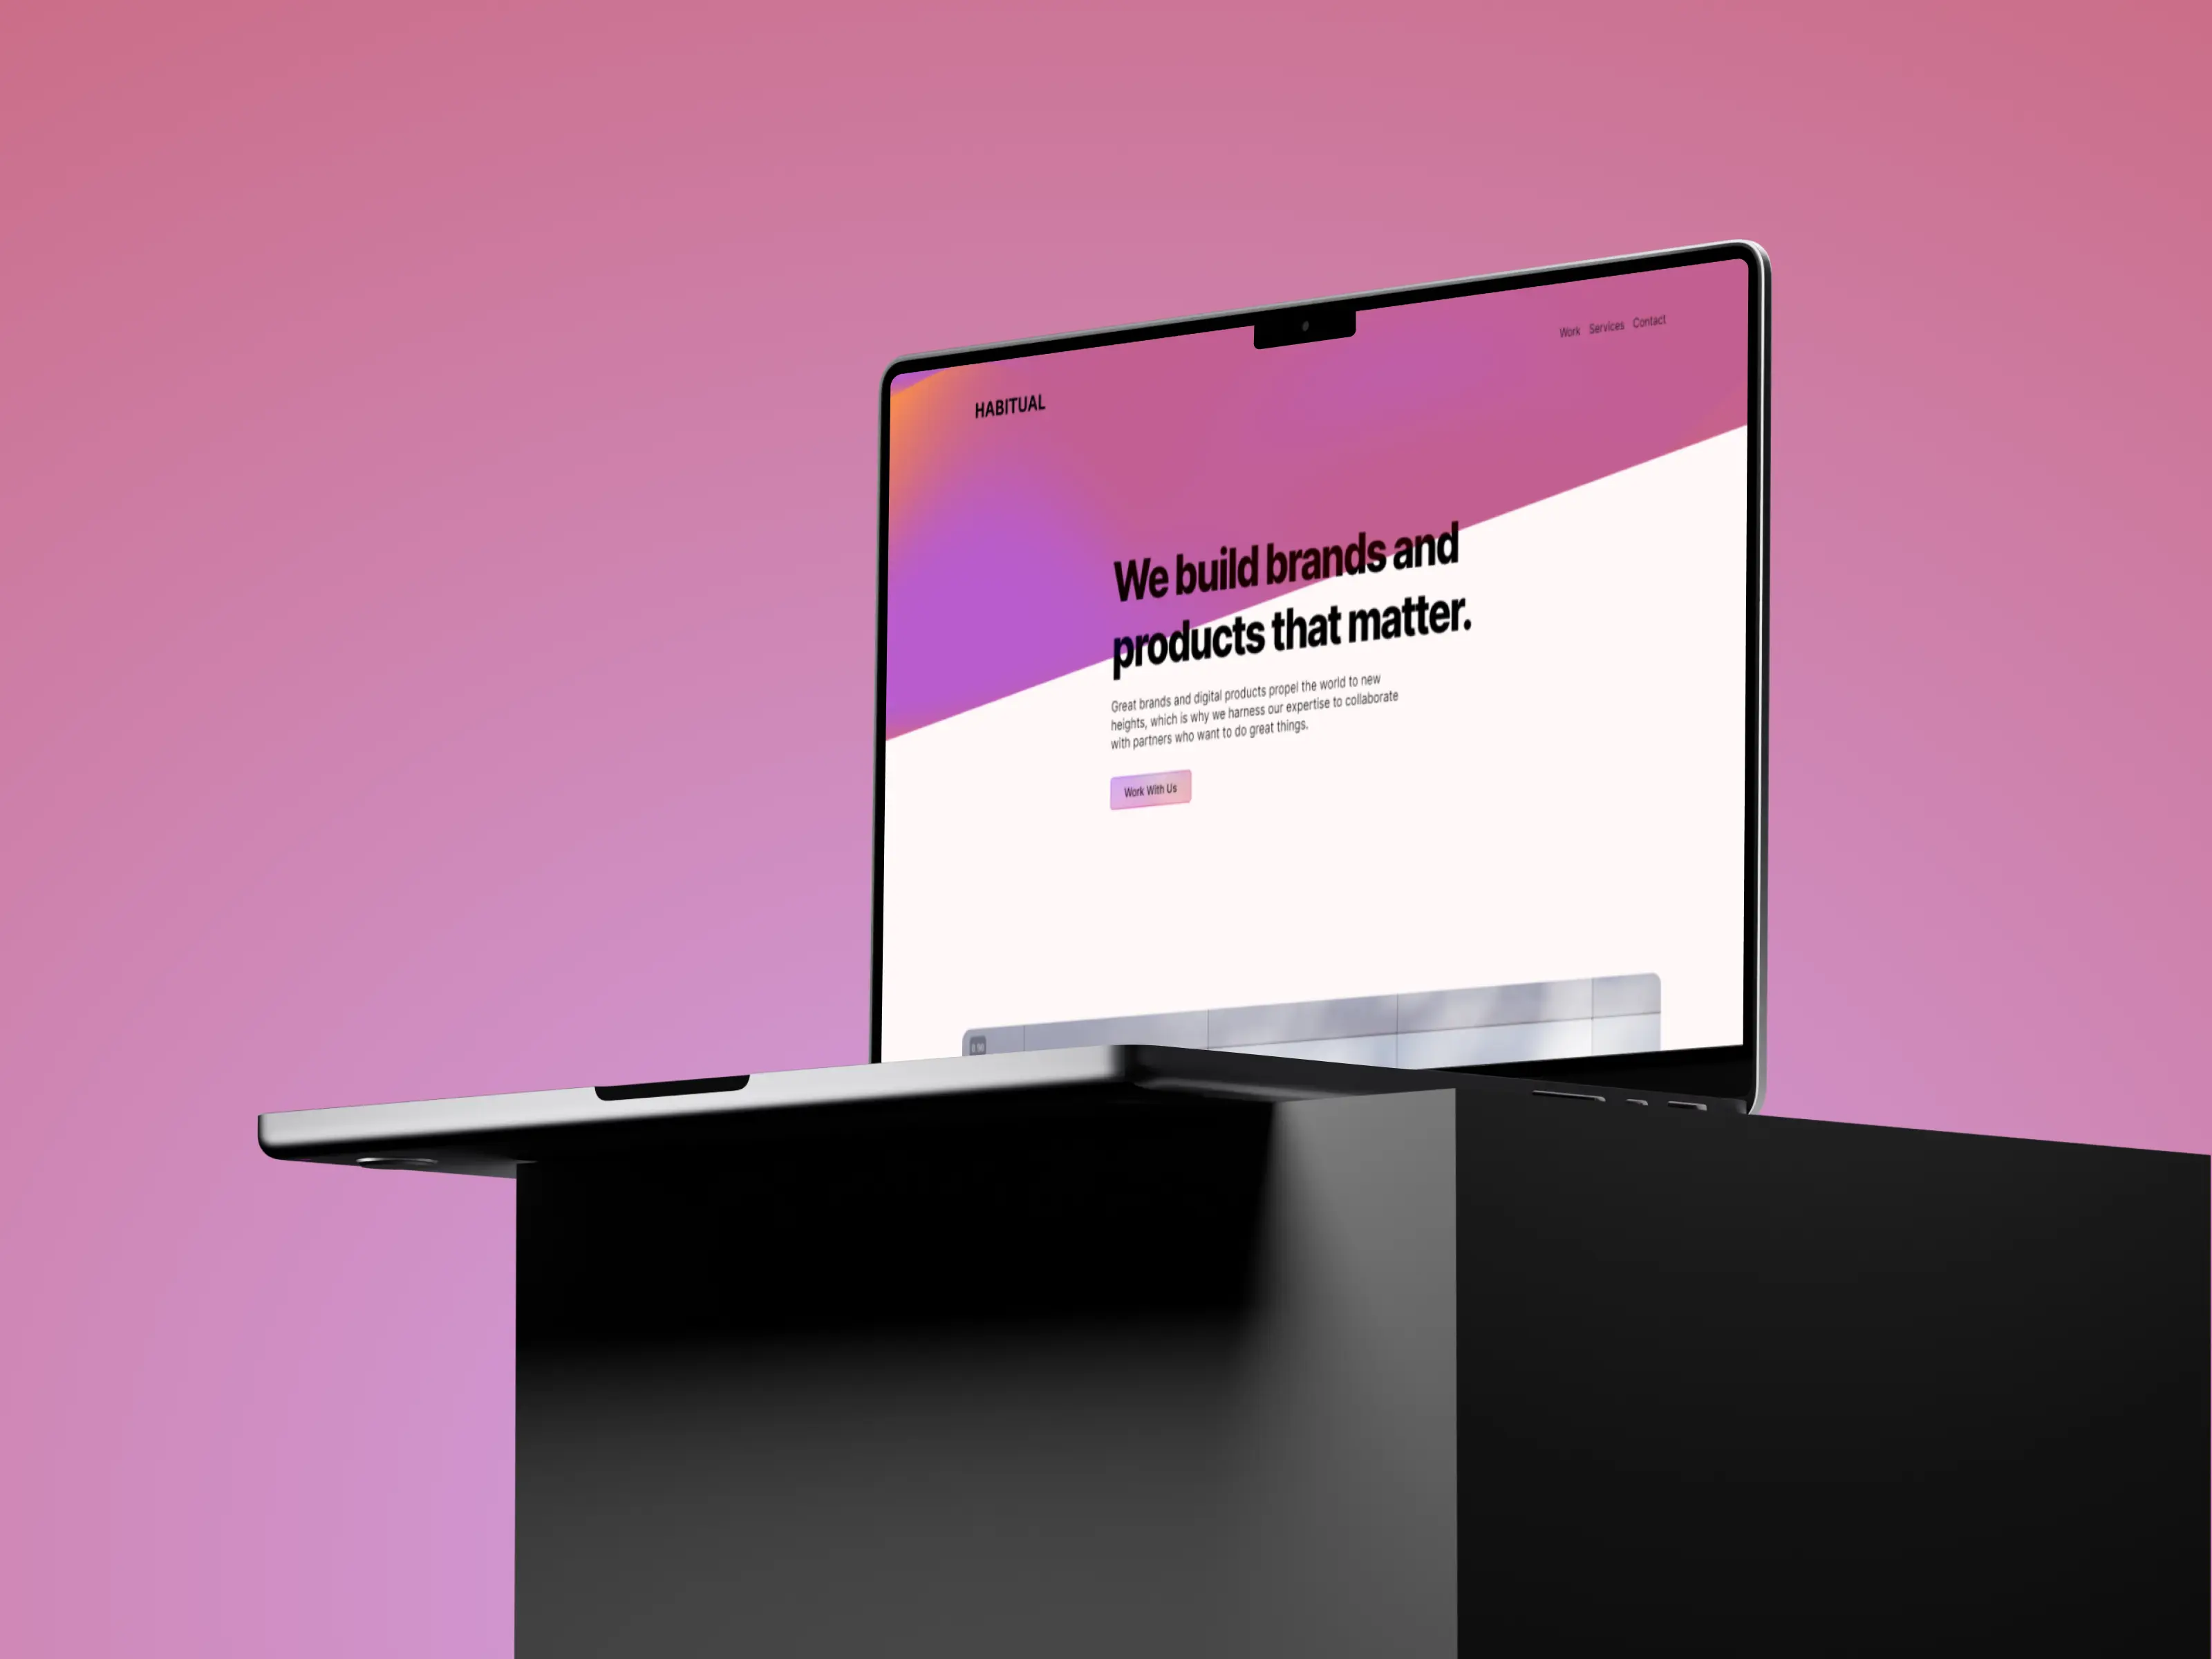 HABITUAL
Work Services Contact
We build brands and
products that matter.
Great brands and digital products propel the world to new
heights, which is why we harness our expertise to collaborate
with partners who want to do great things.
Work With Us